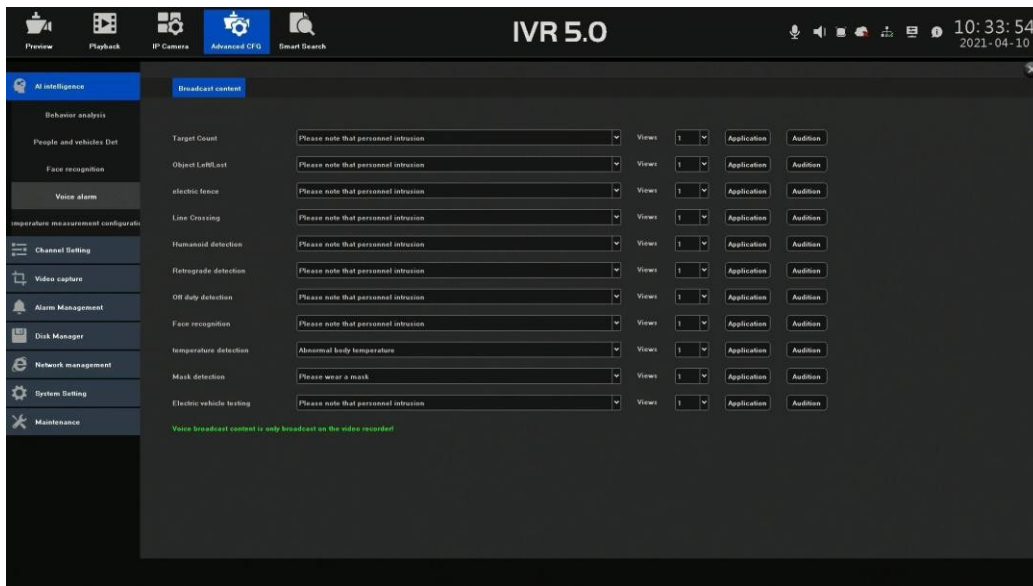 IVR 5.0
10:33:54
2021-04-10
Preview Playback IP Camera Advanced CFG Smart Search
AI intelligence
Behavior analysis
People and vehicles Det
Face recognition
Voice alarm
mperature measurement configurati
Channel Setting
Video capture
Alarm Management
Disk Manager
Network management
System Setting
Maintenance
Broadcast content
Target Count Please note that personnel intrusion Views 1 Application Audition
Object Left/Lost Please note that personnel intrusion Views 1 Application Audition
electric fence Please note that personnel intrusion Views 1 Application Audition
Line Crossing Please note that personnel intrusion Views 1 Application Audition
Humanoid detection Please note that personnel intrusion Views 1 Application Audition
Retrograde detection Please note that personnel intrusion Views 1 Application Audition
Off duty detection Please note that personnel intrusion Views 1 Application Audition
Face recognition Please note that personnel intrusion Views 1 Application Audition
temperature detection Abnormal body temperature Views 1 Application Audition
Mask detection Please wear a mask Views 1 Application Audition
Electric vehicle testing Please note that personnel intrusion Views 1 Application Audition
Voice broadcast content is only broadcast on the video recorder!